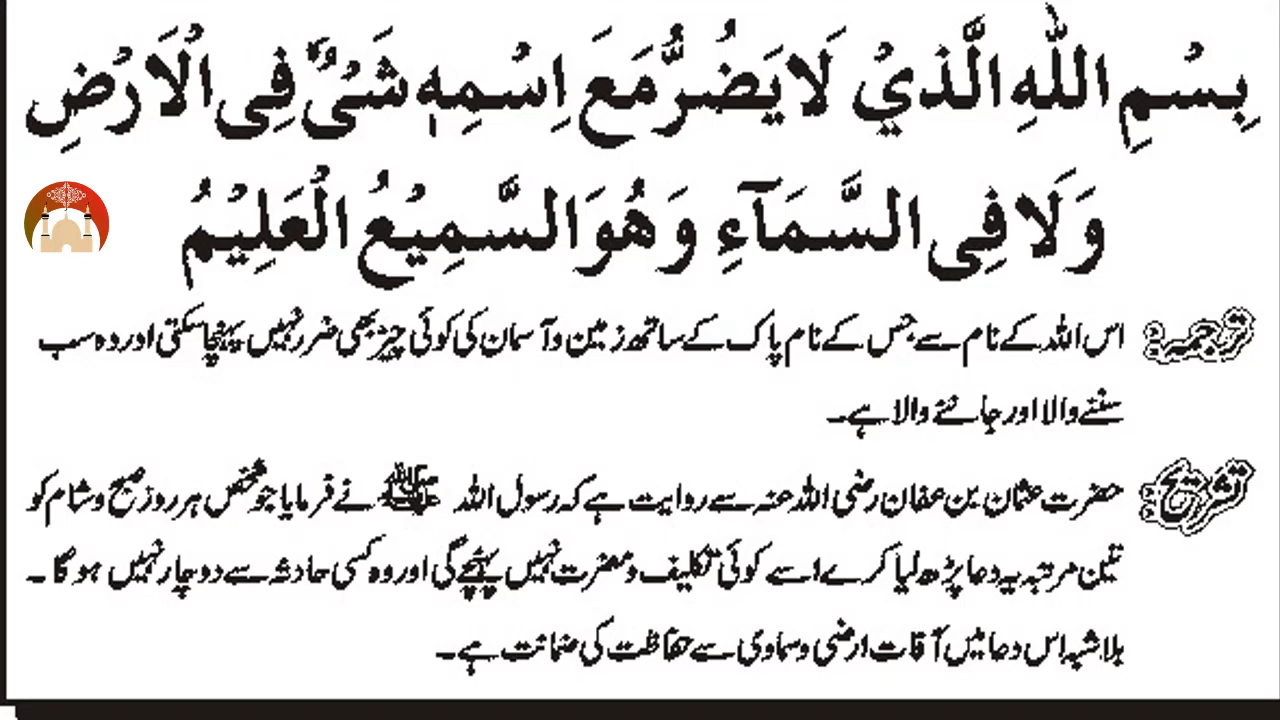 بِسْمِ اللّٰهِ الَّذِيْ لَا يَضُرُّ مَعَ اِسْمِهٖ شَیْءٌ فِی الْاَرْضِ
وَلَا فِی السَّمَآءِ وَهُوَ السَّمِیْعُ الْعَلِیْمُ
ترجمہ: اس اللہ کے نام سے جس کے نام پاک کے ساتھ زمین و آسمان کی کوئی چیز بھی ضرر نہیں پہنچا سکتی اور وہ سب
سننے والا اور جاننے والا ہے۔
تشریح: حضرت عثمان بن عفان رضی اللہ عنہ سے روایت ہے کہ رسول اللہ ﷺ نے فرمایا جو شخص ہر روز صبح و شام کو
تین مرتبہ یہ دعا پڑھ لیا کرے اسے کوئی تکلیف و مضرت نہیں پہنچے گی اور وہ کسی حادثہ سے دوچار نہیں ہو گا ۔
بلاشبہ اس دعا میں آفات ارضی و سماوی سے حفاظت کی ضمانت ہے۔